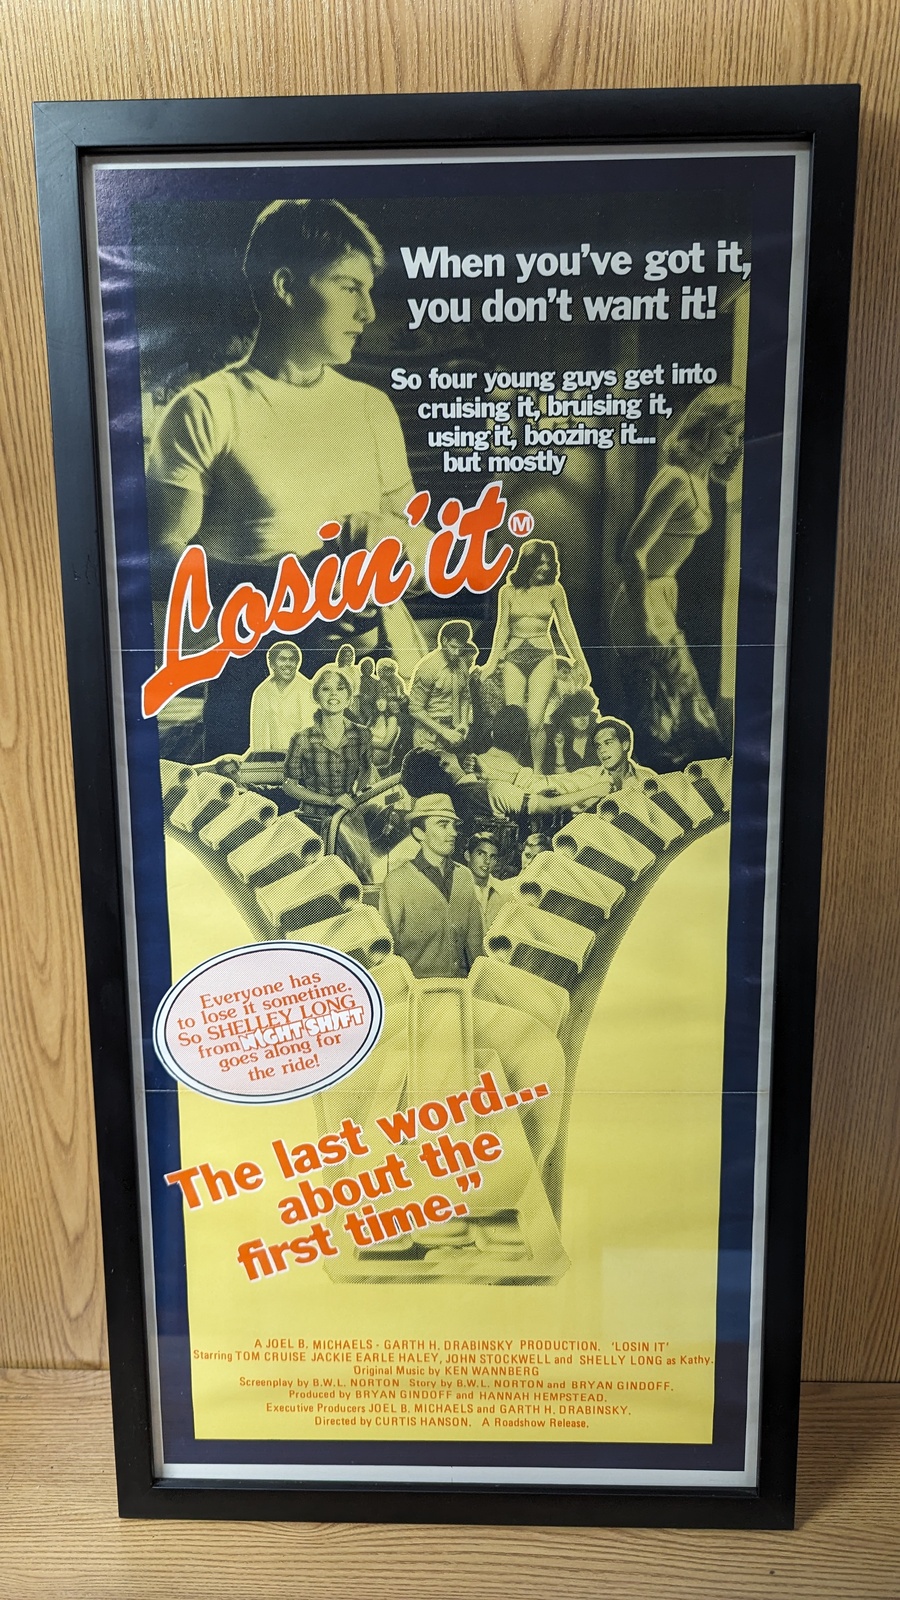 When you've got it,
you don't want it!
So four young guys get into
cruising it, bruising it,
using it, boozing it...
but mostly
Losin' it
M
Everyone has
to lose it sometime.
So SHELLEY LONG
from NIGHT SHIFT
goes along for
the ride!
The last word...
about the
first time."
A JOEL B. MICHAELS - GARTH H. DRABINSKY PRODUCTION. 'LOSIN IT'
Starring TOM CRUISE JACKIE EARLE HALEY, JOHN STOCKWELL and SHELLY LONG as Kathy.
Original Music by KEN WANNBERG
Screenplay by B.W.L. NORTON Story by B.W.L. NORTON and BRYAN GINDOFF.
Produced by BRYAN GINDOFF and HANNAH HEMPSTEAD.
Executive Producers JOEL B. MICHAELS and GARTH H. DRABINSKY.
Directed by CURTIS HANSON. A Roadshow Release.